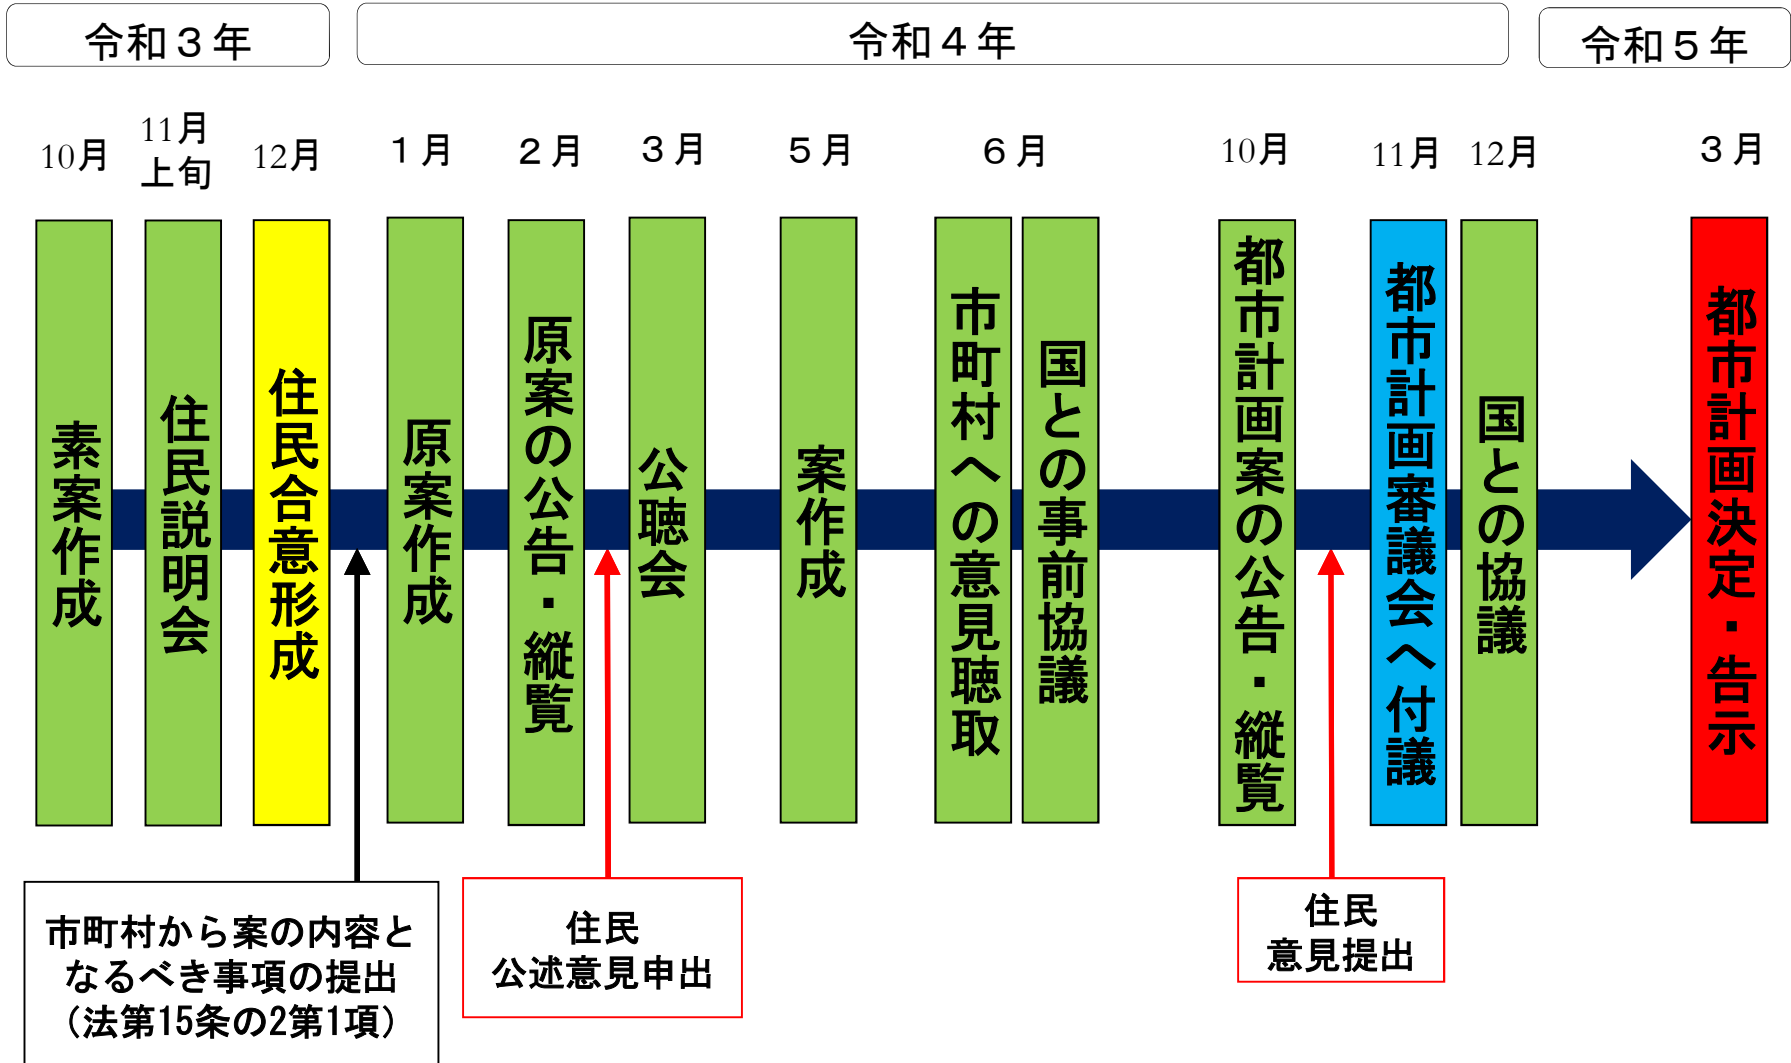 令和３年
令和４年
令和５年
10月
11月
上旬
12月
１月
２月
３月
５月
６月
10月
11月
12月
３月
素案作成
住民説明会
住民合意形成
原案作成
原案の公告・縦覧
公聴会
案作成
市町村への意見聴取
国との事前協議
都市計画案の公告・縦覧
都市計画審議会へ付議
国との協議
都市計画決定・告示
市町村から案の内容と
なるべき事項の提出
（法第15条の2第1項）
住民
公述意見申出
住民
意見提出